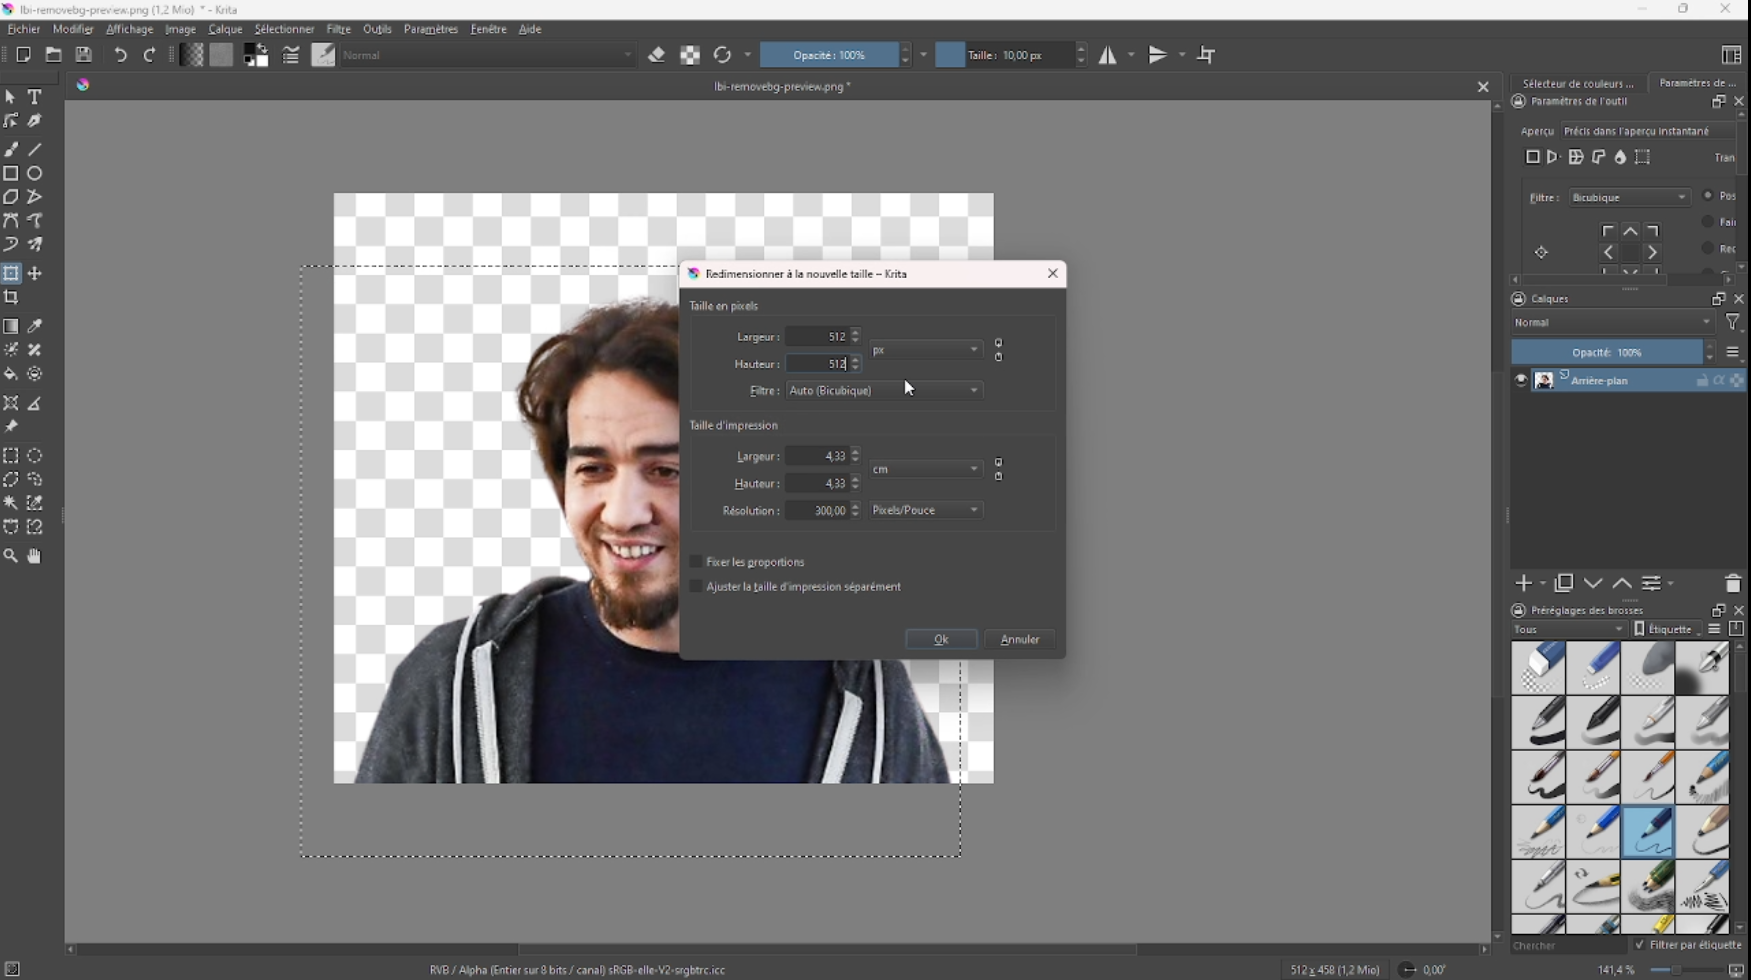 lbi-removebg-preview.png (1,2 Mio) * - Krita
Fichier Modifier Affichage Image Calque Sélectionner Filtre Outils Paramètres Fenêtre Aide
Normal
Opacité : 100%
Taille : 10,00 px
lbi-removebg-preview.png *
Sélecteur de couleurs ...
Paramètres de ...
Paramètres de l'outil
Aperçu Précis dans l'aperçu instantané
Tran
Filtre : Bicubique
Pos
Fai
Rec
Redimensionner à la nouvelle taille – Krita
Taille en pixels
Largeur : 512
px
Hauteur : 512
Filtre : Auto (Bicubique)
Taille d'impression
Largeur : 4,33
cm
Hauteur : 4,33
Résolution : 300,00 Pixels/Pouce
Fixer les proportions
Ajuster la taille d'impression séparément
Ok Annuler
Calques
Normal
Opacité: 100%
Arrière-plan
Préréglages des brosses
Tous
Étiquette
Chercher
Filtrer par étiquette
RVB / Alpha (Entier sur 8 bits / canal) sRGB-elle-V2-srgbtrc.icc
512 x 458 (1,2 Mio)
0,00°
141,4 %